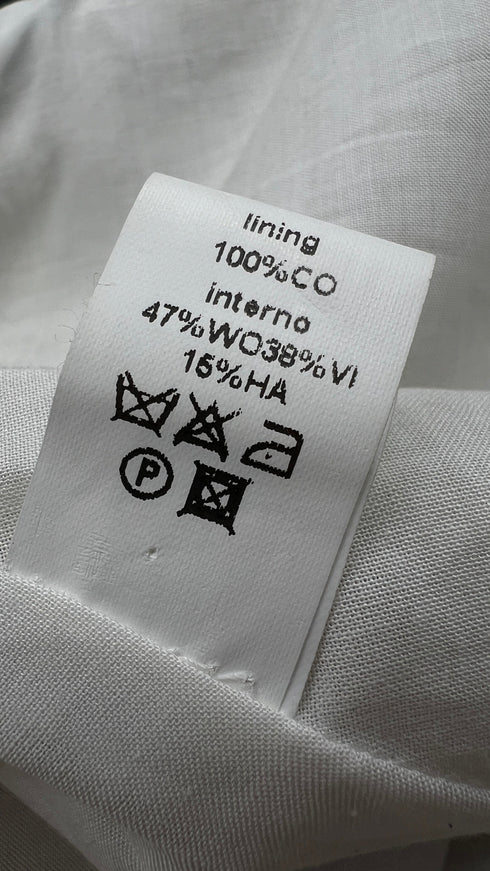 lining
100%CO
interno
47%WO38%VI
15%HA
P